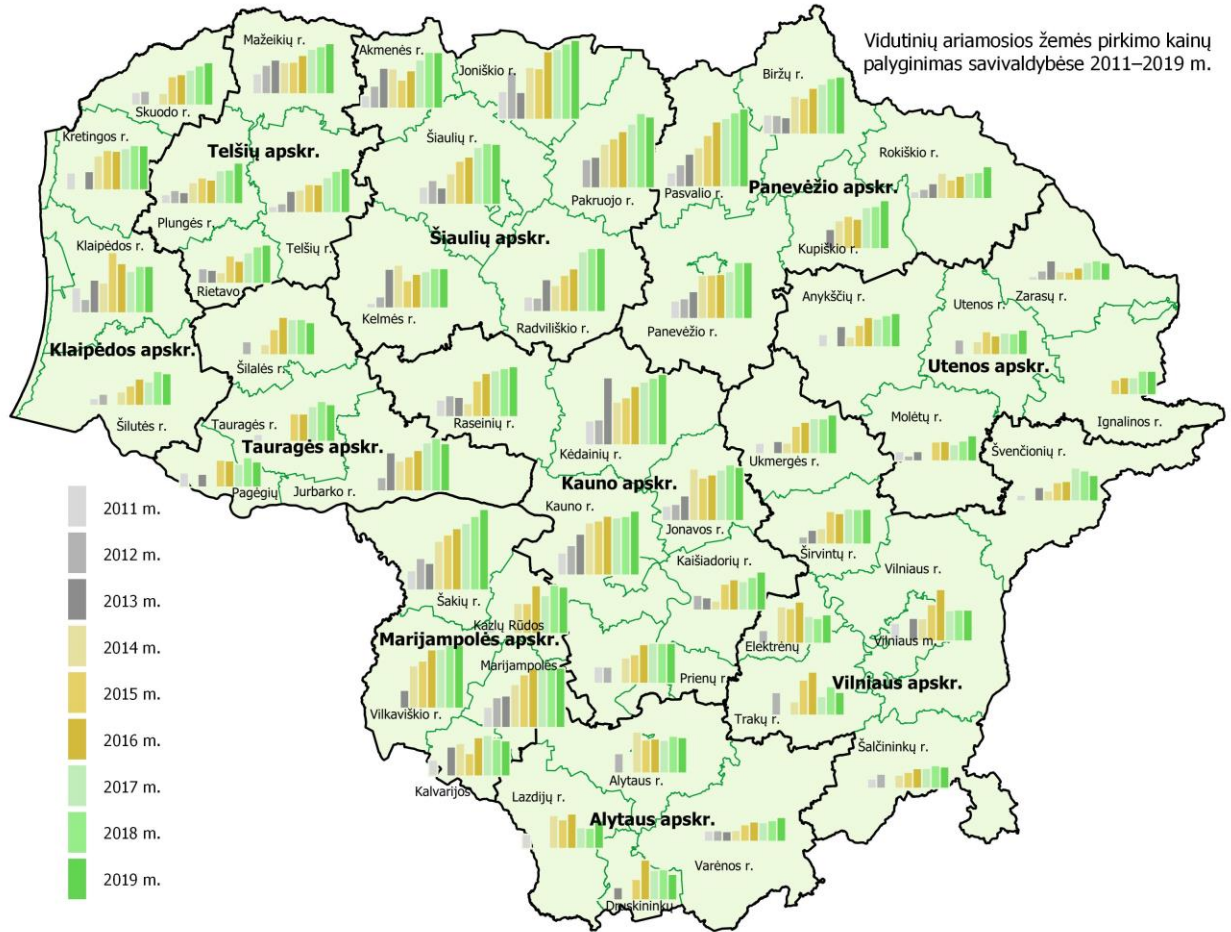 Vidutinių ariamosios žemės pirkimo kainų
palyginimas savivaldybėse 2011–2019 m.
Mažeikių r.
Akmenės r.
Joniškio r.
Biržų r.
Skuodo r.
Kretingos r.
Šiaulių r.
Rokiškio r.
Telšių apskr.
Pakruojo r.
Pasvalio r.
Panevėžio apskr.
Plungės r.
Klaipėdos r.
Telšių r.
Šiaulių apskr.
Kupiškio r.
Rietavo
Kelmės r.
Radviliškio r.
Panevėžio r.
Anykščių r.
Utenos r.
Zarasų r.
Klaipėdos apskr.
Šilalės r.
Utenos apskr.
Šilutės r.
Tauragės r.
Raseinių r.
Molėtų r.
Ignalinos r.
Tauragės apskr.
Kėdainių r.
Ukmergės r.
Švenčionių r.
Pagėgių
Jurbarko r.
Kauno apskr.
Kauno r.
Jonavos r.
Širvintų r.
Kaišiadorių r.
Vilniaus r.
Šakių r.
Kazlų Rūdos
Marijampolės apskr.
Elektrėnų
Vilniaus m.
Marijampolės
Prienų r.
Vilniaus apskr.
Vilkaviškio r.
Trakų r.
Šalčininkų r.
Kalvarijos
Alytaus r.
Lazdijų r.
Alytaus apskr.
Varėnos r.
Druskininkų
2011 m.
2012 m.
2013 m.
2014 m.
2015 m.
2016 m.
2017 m.
2018 m.
2019 m.